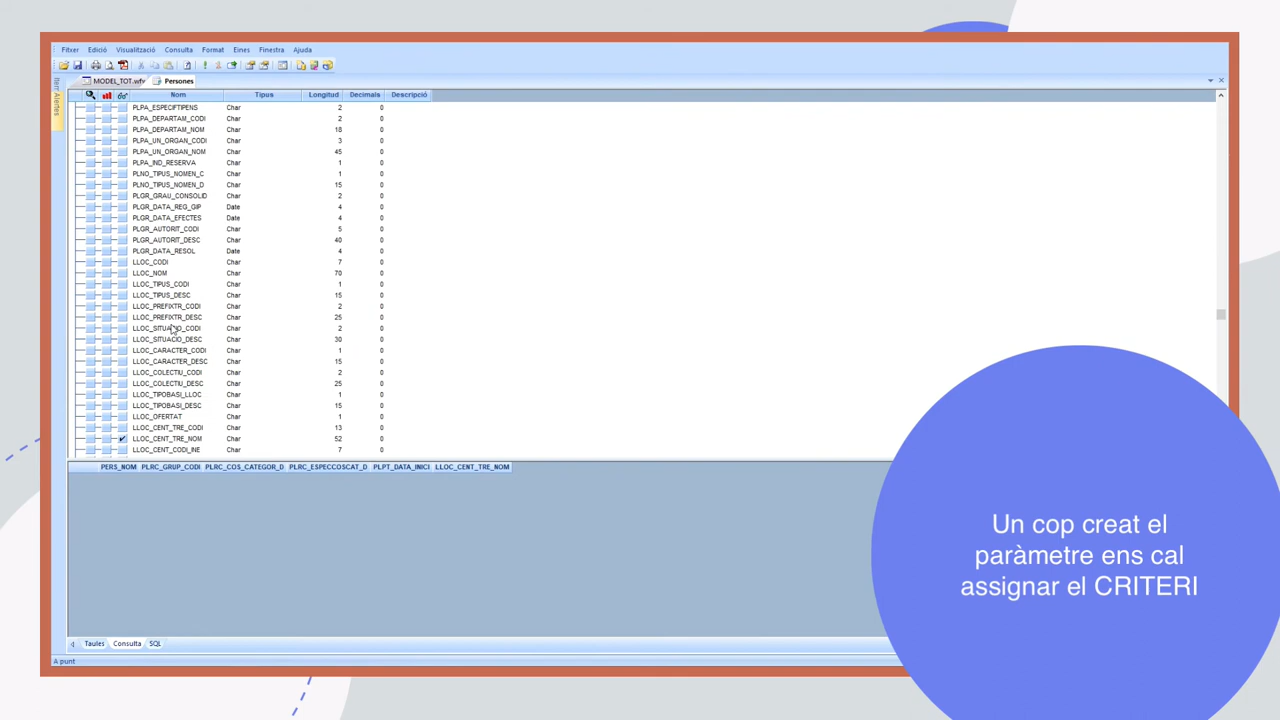 Fitxer Edició Visualització Consulta Format Eines Finestra Ajuda
MODEL_TOT.wfv Persones
Nom Tipus Longitud Decimals Descripció
PLPA_ESPECIFTIPENS Char 2 0
PLPA_DEPARTAM_CODI Char 2 0
PLPA_DEPARTAM_NOM Char 18 0
PLPA_UN_ORGAN_CODI Char 3 0
PLPA_UN_ORGAN_NOM Char 45 0
PLPA_IND_RESERVA Char 1 0
PLNO_TIPUS_NOMEN_C Char 1 0
PLNO_TIPUS_NOMEN_D Char 15 0
PLGR_GRAU_CONSOLID Char 2 0
PLGR_DATA_REG_GIP Date 4 0
PLGR_DATA_EFECTES Date 4 0
PLGR_AUTORIT_CODI Char 5 0
PLGR_AUTORIT_DESC Char 40 0
PLGR_DATA_RESOL Date 4 0
LLOC_CODI Char 7 0
LLOC_NOM Char 70 0
LLOC_TIPUS_CODI Char 1 0
LLOC_TIPUS_DESC Char 15 0
LLOC_PREFIXTR_CODI Char 2 0
LLOC_PREFIXTR_DESC Char 25 0
LLOC_SITUACIO_CODI Char 2 0
LLOC_SITUACIO_DESC Char 30 0
LLOC_CARACTER_CODI Char 1 0
LLOC_CARACTER_DESC Char 15 0
LLOC_COLECTIU_CODI Char 2 0
LLOC_COLECTIU_DESC Char 25 0
LLOC_TIPOBASI_LLOC Char 1 0
LLOC_TIPOBASI_DESC Char 15 0
LLOC_OFERTAT Char 1 0
LLOC_CENT_TRE_CODI Char 13 0
LLOC_CENT_TRE_NOM Char 52 0
LLOC_CENT_CODI_INE Char 7 0
PERS_NOM PLRC_GRUP_CODI PLRC_COS_CATEGOR_D PLRC_ESPECCOSCAT_D PLPT_DATA_INICI LLOC_CENT_TRE_NOM
Taules Consulta SQL
A punt
Un cop creat el
paràmetre ens cal
assignar el CRITERI